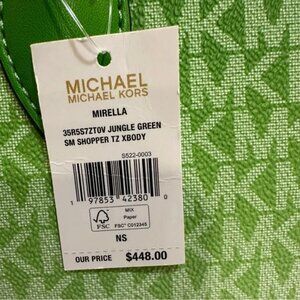 MICHAEL
MICHAEL KORS
MIRELLA
35R5S7ZT0V JUNGLE GREEN
SM SHOPPER TZ XBODY
S522-0003
1 97853 42380
MIX
Paper
FSC
FSC® C012345
NS
OUR PRICE $448.00